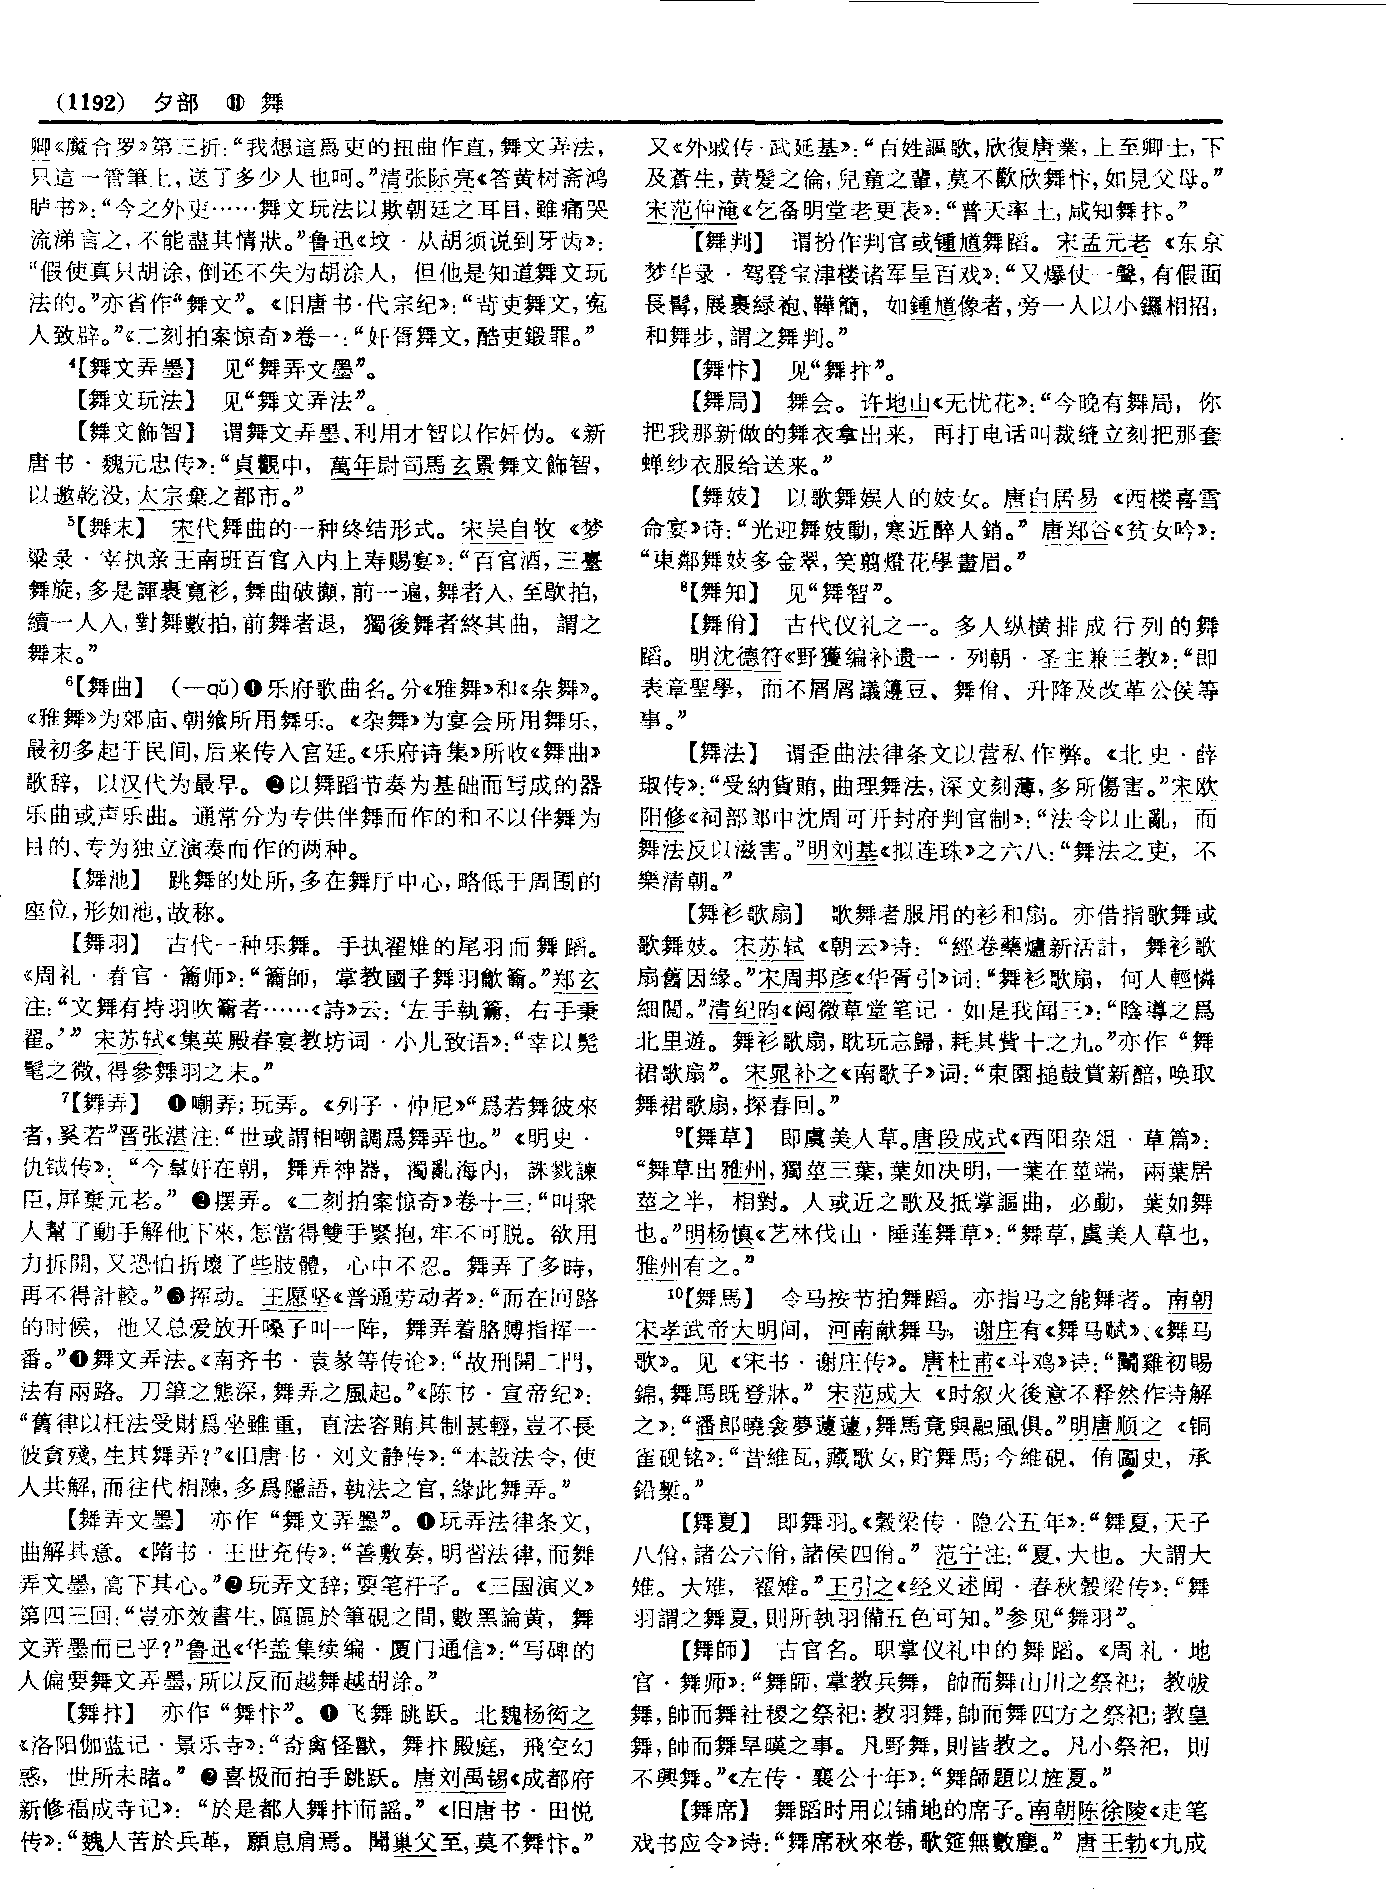 (1192) 夕部 ⑪ 舞
卿《魔合罗》第三折：“我想這爲吏的扭曲作直，舞文弄法，
只這一管筆上，送了多少人也呵。”清张际亮《答黄树斋鸿
胪书》：“今之外吏……舞文玩法以欺朝廷之耳目，雖痛哭
流涕言之，不能盡其情狀。”鲁迅《坟·从胡须说到牙齿》：
“假使真只胡涂，倒还不失为胡涂人，但他是知道舞文玩
法的。”亦省作“舞文”。《旧唐书·代宗纪》：“苛吏舞文，寃
人致辟。”《二刻拍案惊奇》卷一：“奸胥舞文，酷吏鍛罪。”
⁴【舞文弄墨】 见“舞弄文墨”。
【舞文玩法】 见“舞文弄法”。
【舞文飾智】 谓舞文弄墨、利用才智以作奸伪。《新
唐书·魏元忠传》：“貞觀中，萬年尉司馬玄景舞文飾智，
以邀乾没，太宗棄之都市。”
⁵【舞末】 宋代舞曲的一种终结形式。宋吴自牧《梦
粱录·宰执亲王南班百官入内上寿赐宴》：“百官酒，三臺
舞旋，多是諢裹寬衫，舞曲破攧，前一遍，舞者入，至歇拍，
續一人入，對舞數拍，前舞者退，獨後舞者終其曲，謂之
舞末。”
⁶【舞曲】 （—qǔ）❶乐府歌曲名。分《雅舞》和《杂舞》。
《雅舞》为郊庙、朝飨所用舞乐。《杂舞》为宴会所用舞乐，
最初多起于民间，后来传入宫廷。《乐府诗集》所收《舞曲》
歌辞，以汉代为最早。❷以舞蹈节奏为基础而写成的器
乐曲或声乐曲。通常分为专供伴舞而作的和不以伴舞为
目的、专为独立演奏而作的两种。
【舞池】 跳舞的处所，多在舞厅中心，略低于周围的
座位，形如池，故称。
【舞羽】 古代一种乐舞。手执翟雉的尾羽而舞蹈。
《周礼·春官·籥师》：“籥師，掌教國子舞羽龡籥。”郑玄
注：“文舞有持羽吹籥者……《詩》云：‘左手執籥，右手秉
翟。’” 宋苏轼《集英殿春宴教坊词·小儿致语》：“幸以髧
髦之微，得參舞羽之末。”
⁷【舞弄】 ❶嘲弄；玩弄。《列子·仲尼》“爲若舞彼來
者，奚若”晋张湛注：“世或謂相嘲調爲舞弄也。”《明史·
仇钺传》：“今羣奸在朝，舞弄神器，濁亂海内，誅戮諫
臣，屏棄元老。” ❷摆弄。《二刻拍案惊奇》卷十三：“叫衆
人幫了動手解他下來，怎當得雙手緊抱，牢不可脱。欲用
力拆開，又恐怕折壞了些肢體，心中不忍。舞弄了多時，
再不得計較。”❸挥动。王愿坚《普通劳动者》：“而在回路
的时候，他又总爱放开嗓子叫一阵，舞弄着胳膊指挥一
番。”❹舞文弄法。《南齐书·袁彖等传论》：“故刑開二門，
法有兩路。刀筆之態深，舞弄之風起。”《陈书·宣帝纪》：
“舊律以枉法受財爲坐雖重，直法容賄其制甚輕，豈不長
彼貪殘，生其舞弄？”《旧唐书·刘文静传》：“本設法令，使
人共解，而往代相陳，多爲隱語，執法之官，緣此舞弄。”
【舞弄文墨】 亦作“舞文弄墨”。❶玩弄法律条文，
曲解其意。《隋书·王世充传》：“善敷奏，明習法律，而舞
弄文墨，高下其心。”❷玩弄文辞；耍笔杆子。《三国演义》
第四三回：“豈亦效書生，區區於筆硯之間，數黑論黄，舞
文弄墨而已乎？”鲁迅《华盖集续编·厦门通信》：“写碑的
人偏要舞文弄墨，所以反而越舞越胡涂。”
【舞抃】 亦作“舞忭”。❶飞舞跳跃。北魏杨衒之
《洛阳伽蓝记·景乐寺》：“奇禽怪獸，舞抃殿庭，飛空幻
惑，世所未睹。” ❷喜极而拍手跳跃。唐刘禹锡《成都府
新修福成寺记》：“於是都人舞抃而謡。”《旧唐书·田悦
传》：“魏人苦於兵革，願息肩焉。聞巢父至，莫不舞忭。”
又《外戚传·武延基》：“百姓謳歌，欣復唐業，上至卿士，下
及蒼生，黄髮之倫，兒童之輩，莫不歡欣舞忭，如見父母。”
宋范仲淹《乞备明堂老更表》：“普天率土，咸知舞抃。”
【舞判】 谓扮作判官或鍾馗舞蹈。宋孟元老《东京
梦华录·驾登宝津楼诸军呈百戏》：“又爆仗一聲，有假面
長髯，展裹緑袍、鞾簡，如鍾馗像者，旁一人以小鑼相招，
和舞步，謂之舞判。”
【舞忭】 见“舞抃”。
【舞局】 舞会。许地山《无忧花》：“今晚有舞局，你
把我那新做的舞衣拿出来，再打电话叫裁缝立刻把那套
蝉纱衣服给送来。”
【舞妓】 以歌舞娱人的妓女。唐白居易《西楼喜雪
命宴》诗：“光迎舞妓動，寒近醉人銷。” 唐郑谷《贫女吟》：
“東鄰舞妓多金翠，笑剪燈花學畫眉。”
⁸【舞知】 见“舞智”。
【舞佾】 古代仪礼之一。多人纵横排成行列的舞
蹈。明沈德符《野獲编补遗一·列朝·圣主兼三教》：“即
表章聖學，而不屑屑議籩豆、舞佾、升降及改革公侯等
事。”
【舞法】 谓歪曲法律条文以营私作弊。《北史·薛
琡传》：“受納貨賄，曲理舞法，深文刻薄，多所傷害。”宋欧
阳修《祠部郎中沈周可开封府判官制》：“法令以止亂，而
舞法反以滋害。”明刘基《拟连珠》之六八：“舞法之吏，不
樂清朝。”
【舞衫歌扇】 歌舞者服用的衫和扇。亦借指歌舞或
歌舞妓。宋苏轼《朝云》诗：“經卷藥爐新活計，舞衫歌
扇舊因緣。”宋周邦彦《华胥引》词：“舞衫歌扇，何人輕憐
細閲。”清纪昀《阅微草堂笔记·如是我闻三》：“陰導之爲
北里遊。舞衫歌扇，耽玩忘歸，耗其貲十之九。”亦作“舞
裙歌扇”。宋晁补之《南歌子》词：“東園搥鼓賞新醅，唤取
舞裙歌扇，探春回。”
⁹【舞草】 即虞美人草。唐段成式《酉阳杂俎·草篇》：
“舞草出雅州，獨莖三葉，葉如决明，一葉在莖端，兩葉居
莖之半，相對。人或近之歌及抵掌謳曲，必動，葉如舞
也。”明杨慎《艺林伐山·睡莲舞草》：“舞草，虞美人草也，
雅州有之。”
¹⁰【舞馬】 令马按节拍舞蹈。亦指马之能舞者。南朝
宋孝武帝大明间，河南献舞马，谢庄有《舞马赋》、《舞马
歌》。见《宋书·谢庄传》。唐杜甫《斗鸡》诗：“鬭雞初賜
錦，舞馬既登牀。” 宋范成大《时叙火後意不释然作诗解
之》：“潘郎曉衾夢蘧蘧，舞馬竟與融風俱。”明唐顺之《铜
雀砚铭》：“昔維瓦，藏歌女，貯舞馬；今維硯，侑圖史，承
鉛槧。”
【舞夏】 即舞羽。《穀梁传·隐公五年》：“舞夏，天子
八佾，諸公六佾，諸侯四佾。” 范宁注：“夏，大也。大謂大
雉。大雉，翟雉。”王引之《经义述闻·春秋穀梁传》：“舞
羽謂之舞夏，則所執羽備五色可知。”参见“舞羽”。
【舞師】 古官名。职掌仪礼中的舞蹈。《周礼·地
官·舞师》：“舞師，掌教兵舞，帥而舞山川之祭祀；教帗
舞，帥而舞社稷之祭祀；教羽舞，帥而舞四方之祭祀；教皇
舞，帥而舞旱暵之事。凡野舞，則皆教之。凡小祭祀，則
不興舞。”《左传·襄公十年》：“舞師題以旌夏。”
【舞席】 舞蹈时用以铺地的席子。南朝陈徐陵《走笔
戏书应令》诗：“舞席秋來卷，歌筵無數塵。” 唐王勃《九成